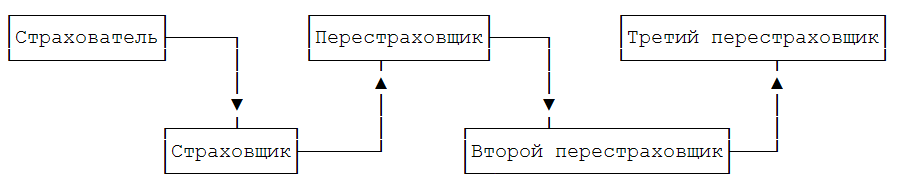 Страхователь
Перестраховщик
Третий перестраховщик
Страховщик
Второй перестраховщик